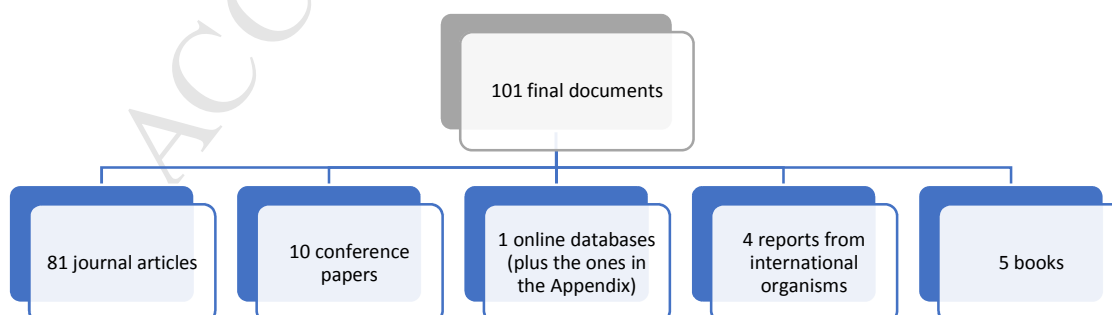 ACC
101 final documents
81 journal articles
10 conference
papers
1 online databases
(plus the ones in
the Appendix)
4 reports from
international
organisms
5 books